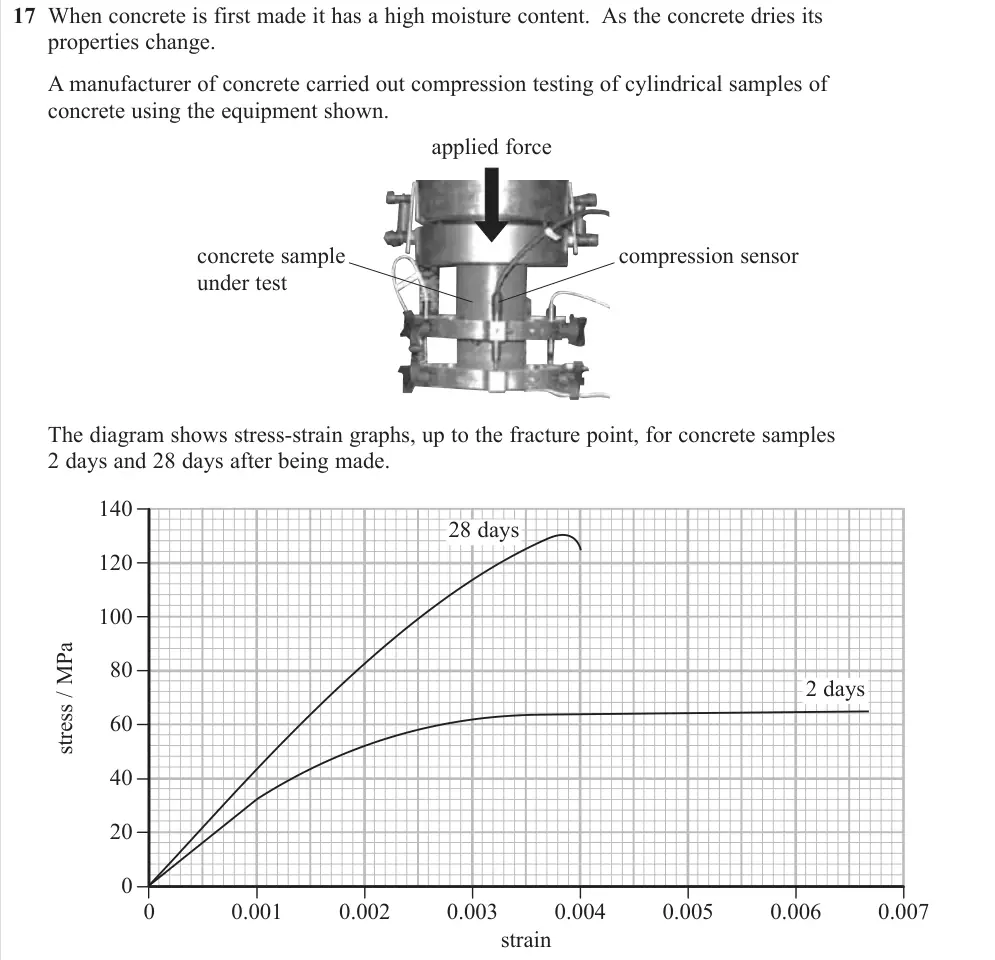 17 When concrete is first made it has a high moisture content. As the concrete dries its
properties change.
A manufacturer of concrete carried out compression testing of cylindrical samples of
concrete using the equipment shown.
applied force
concrete sample
under test
compression sensor
The diagram shows stress-strain graphs, up to the fracture point, for concrete samples
2 days and 28 days after being made.
140
28 days
120
100
80
2 days
60
40
20
0
stress / MPa
0 0.001 0.002 0.003 0.004 0.005 0.006 0.007
strain